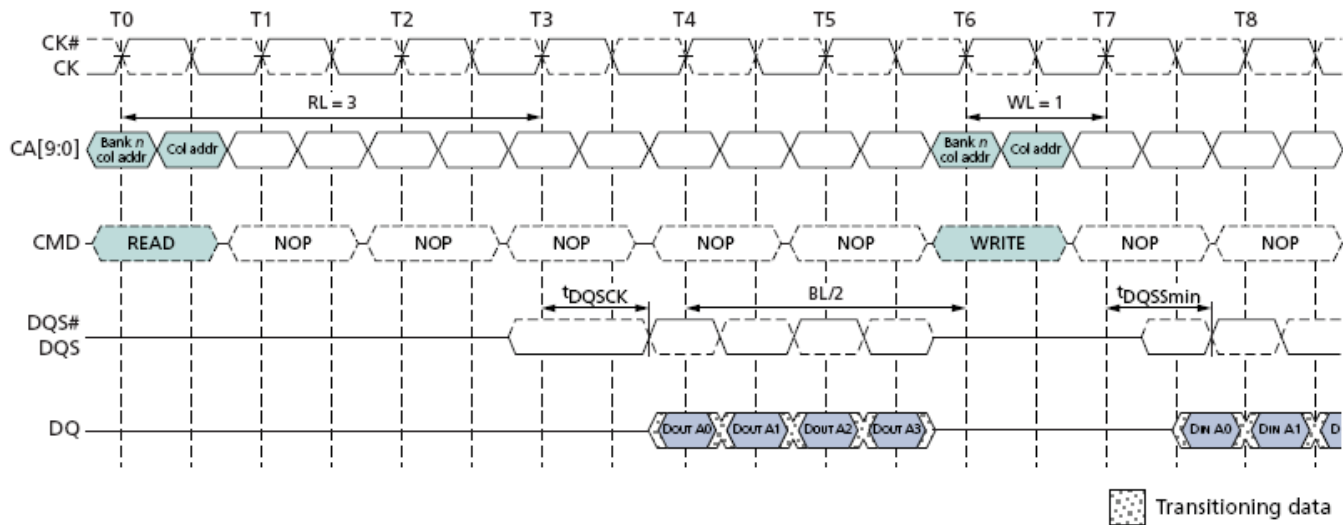 T0 T1 T2 T3 T4 T5 T6 T7 T8
CK#
CK
RL = 3
WL = 1
CA[9:0]
Bank n
col addr
Col addr
Bank n
col addr
Col addr
CMD
READ NOP NOP NOP NOP NOP WRITE NOP NOP
tDQSCK
BL/2
tDQSSmin
DQS#
DQS
DQ
DOUT A0 DOUT A1 DOUT A2 DOUT A3 DIN A0 DIN A1 D
Transitioning data